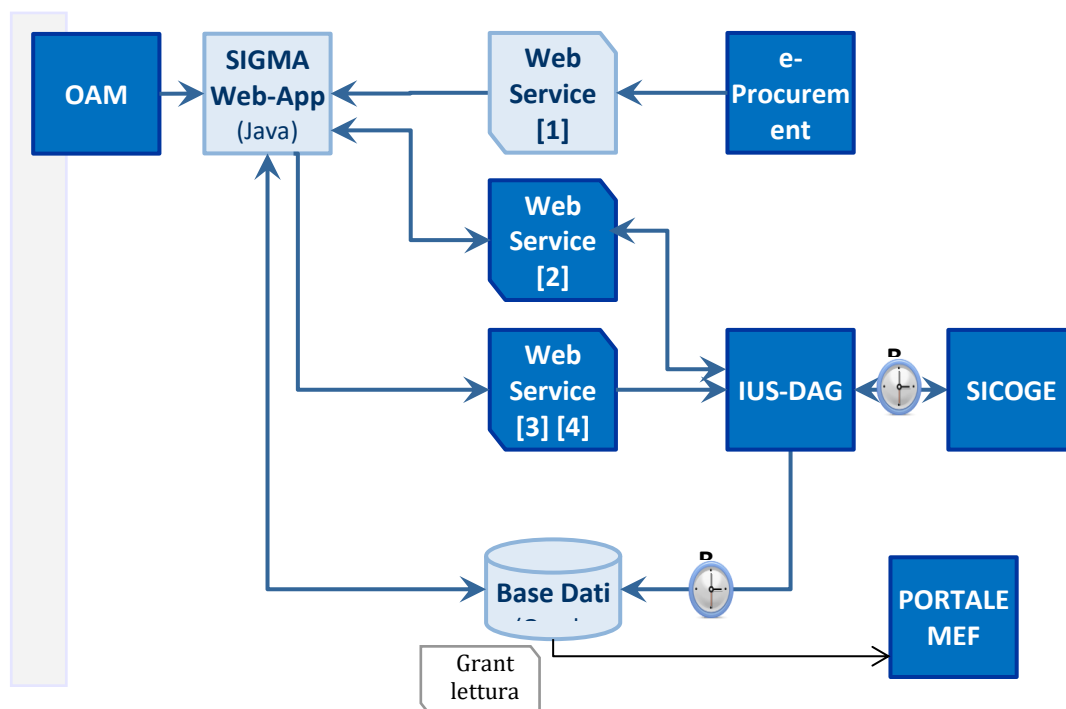 OAM
SIGMA
Web-App
(Java)
Web
Service
[1]
e-
Procurem
ent
Web
Service
[2]
Web
Service
[3] [4]
IUS-DAG
SICOGE
Base Dati
PORTALE
MEF
Grant
lettura